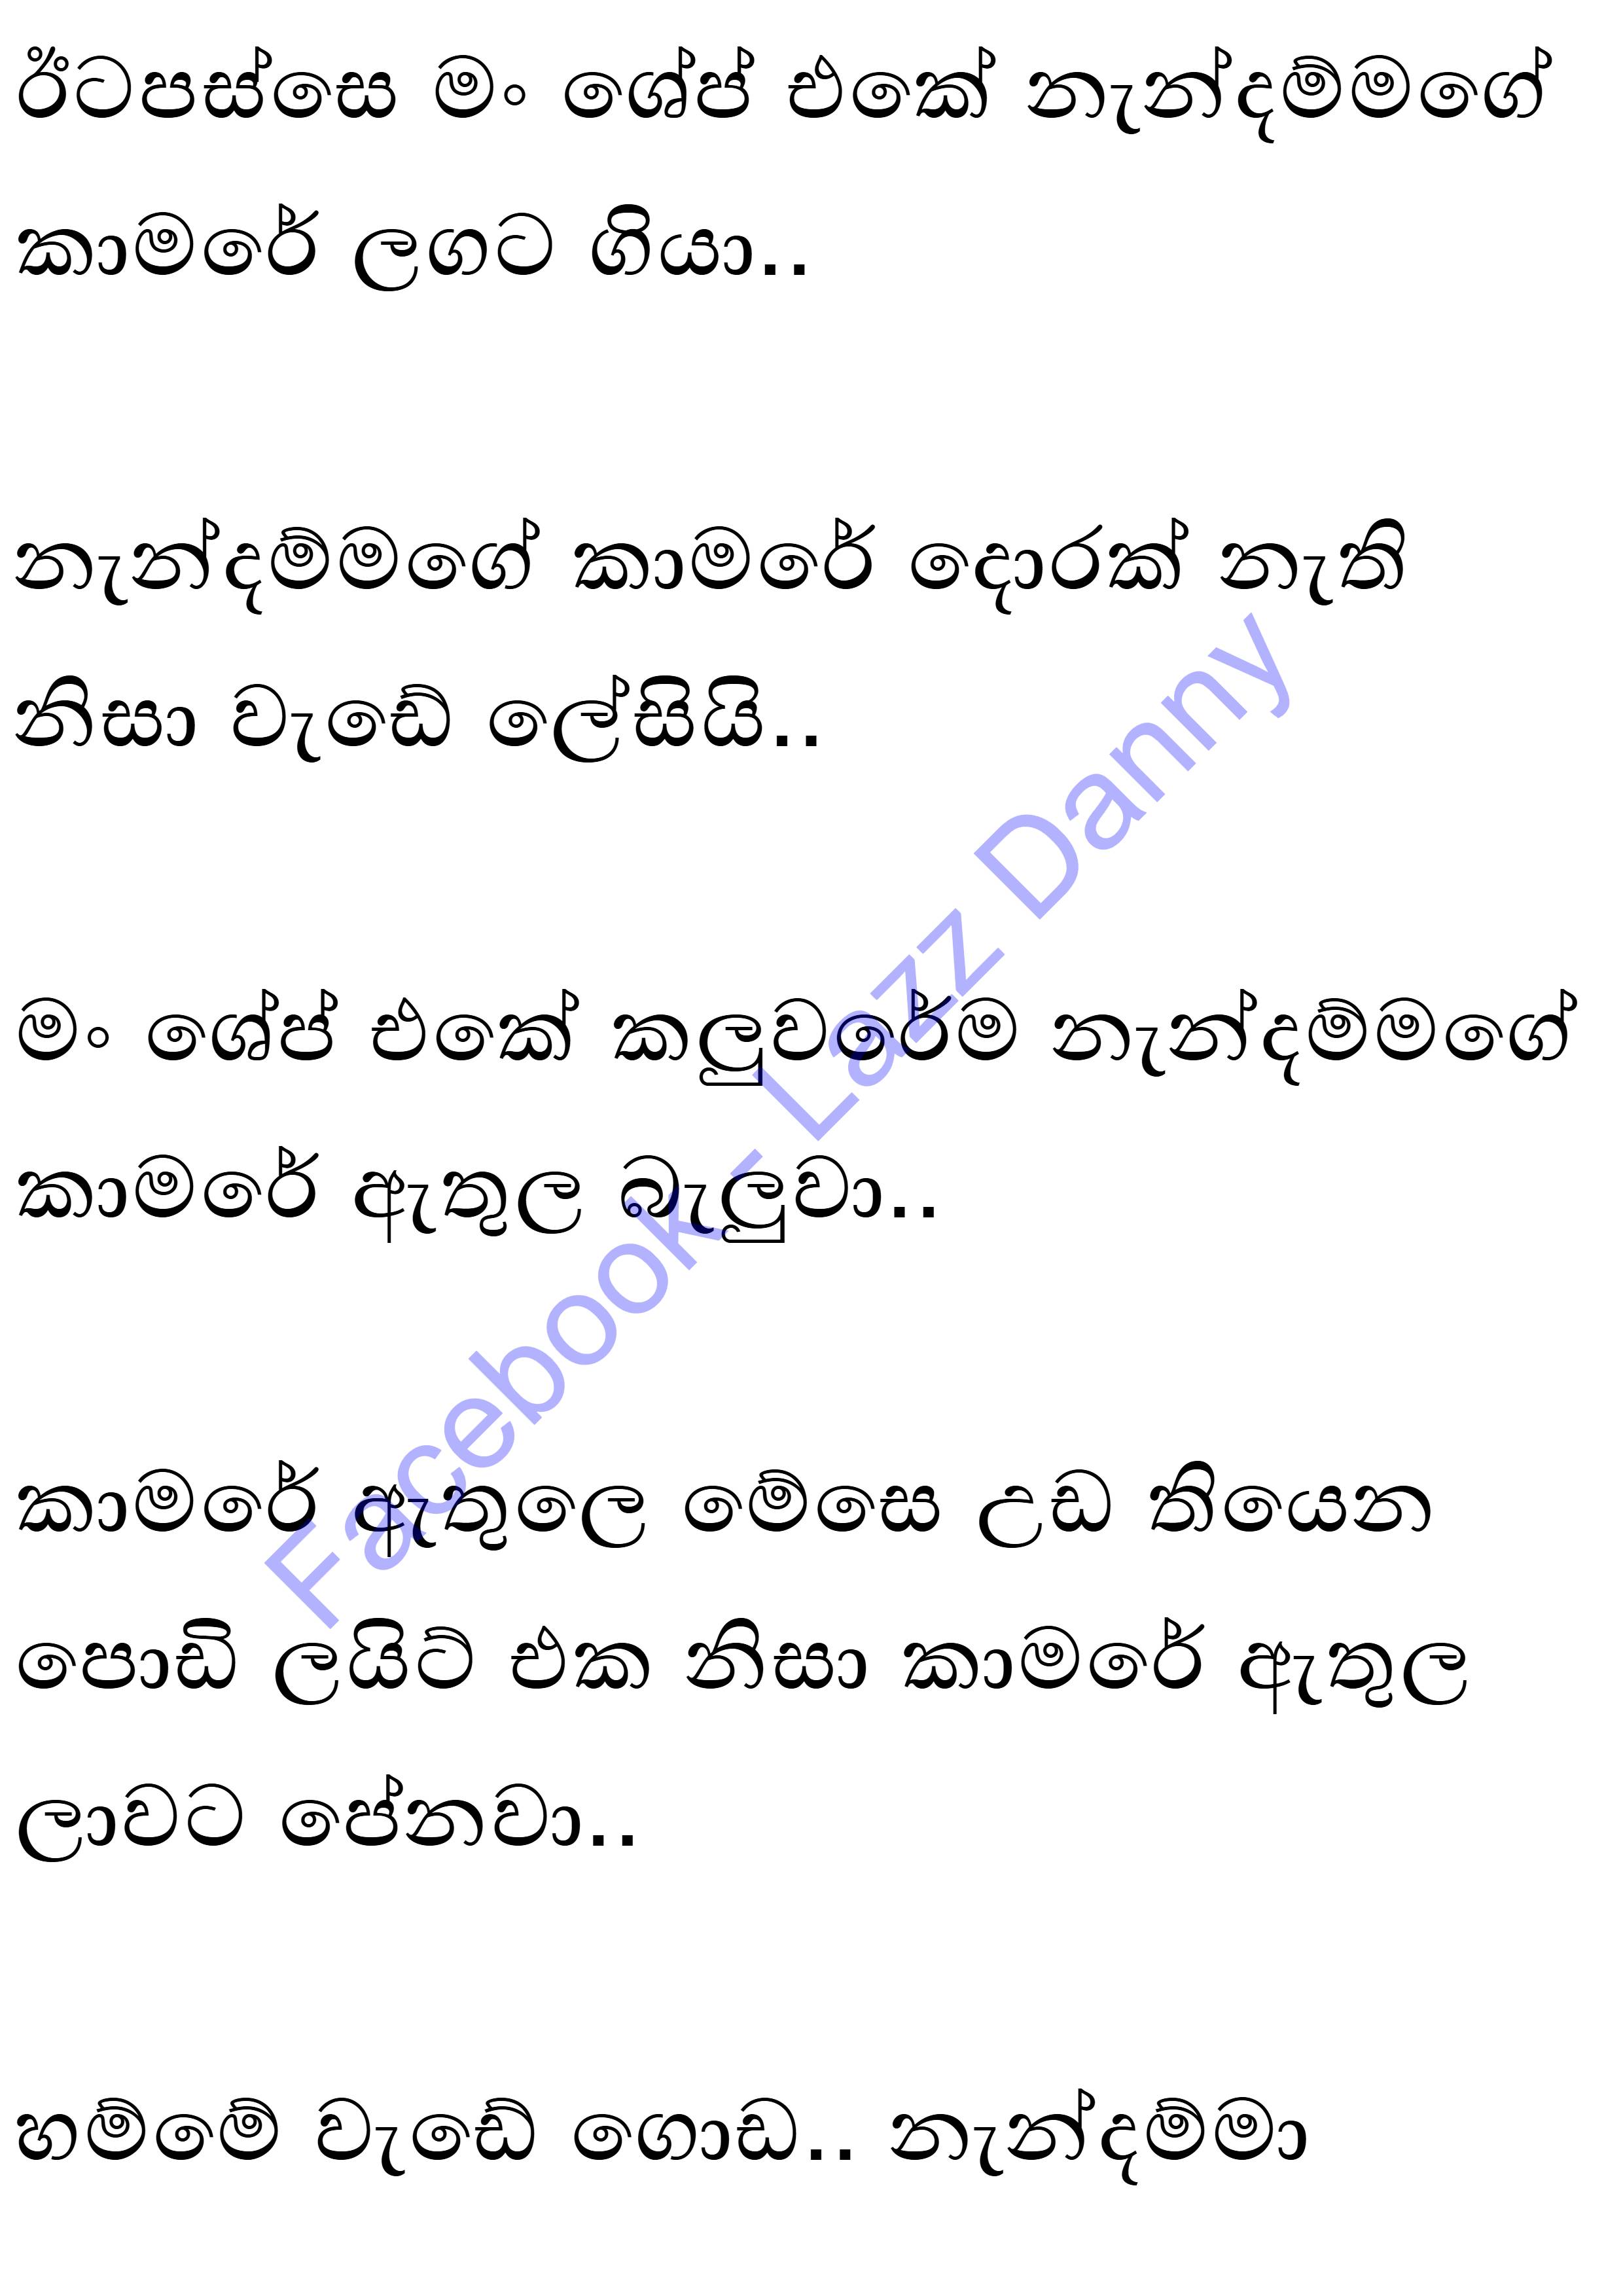 ඊටපස්සෙ මං ශේප් එකේ නැන්දම්මගේ
කාමරේ ලගට ගියා..
නැන්දම්මගේ කාමරේ දොරක් නැති
නිසා වැඩේ ලේසියි..
මං ශේප් එකේ කලුවරේම නැන්දම්මගේ
කාමරේ ඇතුල බැලුවා..
කාමරේ ඇතුලෙ මේසෙ උඩ තියෙන
පොඩි ලයිට් එක නිසා කාමරේ ඇතුල
ලාවට පේනවා..
හම්මේ වැඩේ ගොඩ.. නැන්දම්මා
Facebook - Lazz Danny